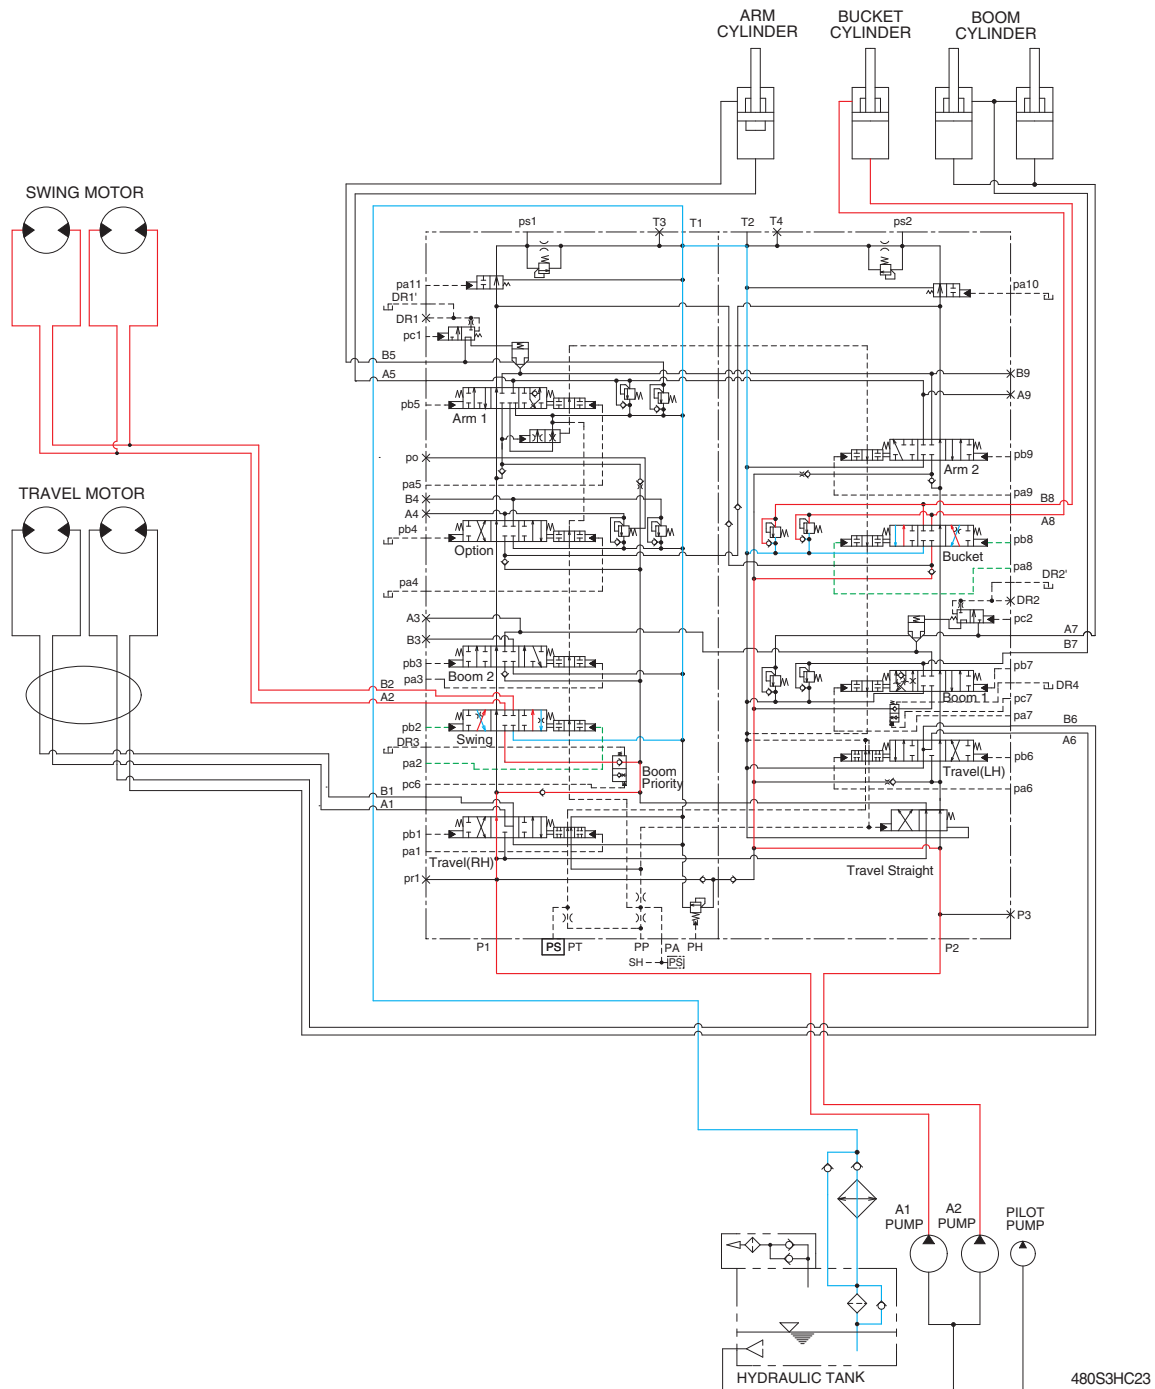 ARM
CYLINDER
BUCKET
CYLINDER
BOOM
CYLINDER
SWING MOTOR
TRAVEL MOTOR
ps1
T3
T1
T2
T4
ps2
pa11
DR1'
DR1
pc1
B5
A5
pb5
Arm 1
po
pa5
B4
A4
pb4
Option
pa4
A3
B3
pb3
Boom 2
pa3
B2
A2
pb2
Swing
DR3
pa2
Boom
Priority
pc6
B1
A1
pb1
Travel(RH)
pa1
pr1
pa10
B9
A9
pb9
Arm 2
pa9
B8
A8
pb8
Bucket
pa8
DR2'
DR2
pc2
A7
B7
pb7
Boom 1
DR4
pc7
pa7
B6
A6
pb6
Travel(LH)
pa6
Travel Straight
P3
P1
PS
PT
PP
PA
PH
P2
SH
PS
A1
PUMP
A2
PUMP
PILOT
PUMP
HYDRAULIC TANK
480S3HC23